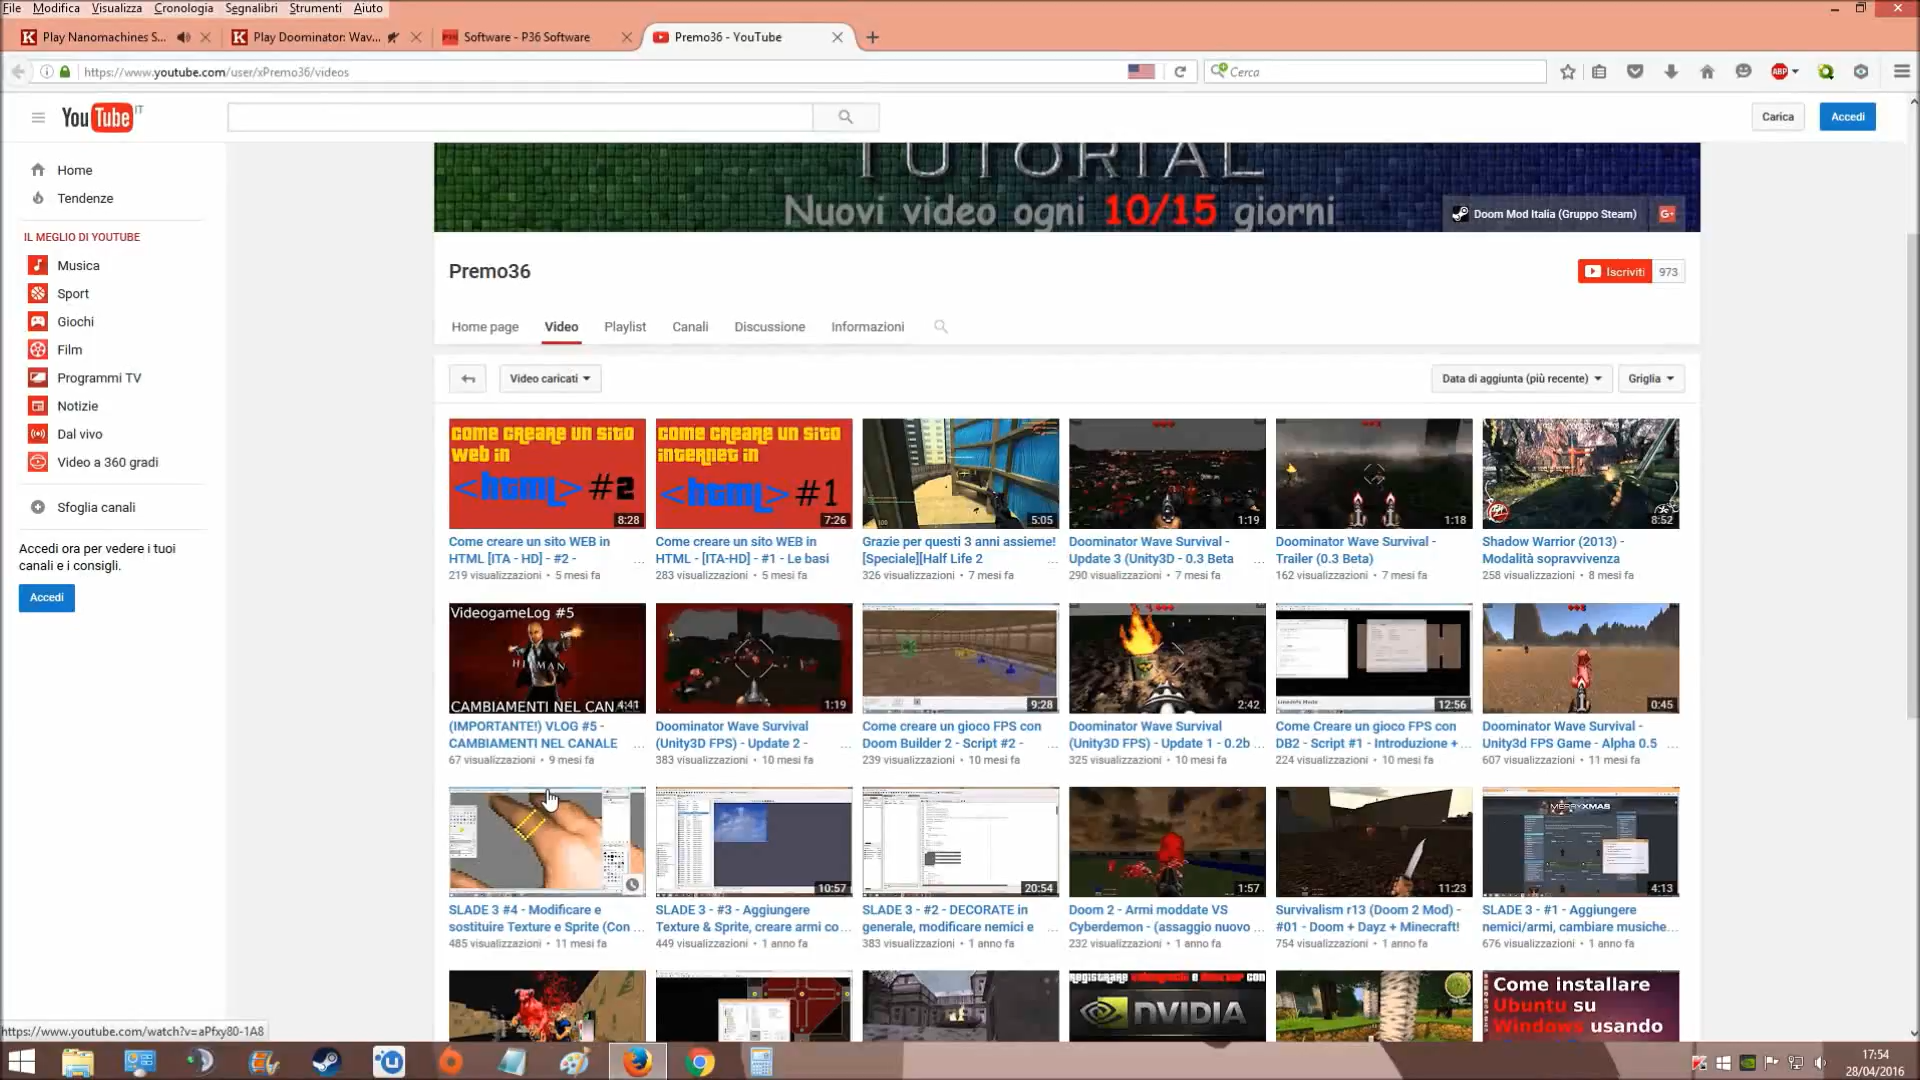 File Modifica Visualizza Cronologia Segnalibri Strumenti Aiuto
Play Nanomachines S...
Play Doominator: Wav...
Software - P36 Software
Premo36 - YouTube
https://www.youtube.com/user/xPremo36/videos
Cerca
ABP
YouTube IT
Carica
Accedi
Home
Tendenze
IL MEGLIO DI YOUTUBE
Musica
Sport
Giochi
Film
Programmi TV
Notizie
Dal vivo
Video a 360 gradi
Sfoglia canali
Accedi ora per vedere i tuoi
canali e i consigli.
Accedi
TUTORIAL
Nuovi video ogni 10/15 giorni
Doom Mod Italia (Gruppo Steam)
G+
Premo36
Iscriviti 973
Home page Video Playlist Canali Discussione Informazioni
Video caricati
Data di aggiunta (più recente)
Griglia
come creare un sito
web in
<html> #2
8:28
come creare un sito
internet in
<html> #1
7:26
5:05
1:19
1:18
8:52
Come creare un sito WEB in
HTML [ITA - HD] - #2 - ...
219 visualizzazioni • 5 mesi fa
Come creare un sito WEB in
HTML - [ITA-HD] - #1 - Le basi
283 visualizzazioni • 5 mesi fa
Grazie per questi 3 anni assieme!
[Speciale][Half Life 2 ...
326 visualizzazioni • 7 mesi fa
Doominator Wave Survival -
Update 3 (Unity3D - 0.3 Beta ...
290 visualizzazioni • 7 mesi fa
Doominator Wave Survival -
Trailer (0.3 Beta)
162 visualizzazioni • 7 mesi fa
Shadow Warrior (2013) -
Modalità sopravvivenza
258 visualizzazioni • 8 mesi fa
VideogameLog #5
HITMAN
CAMBIAMENTI NEL CAN
4:41
1:19
9:28
2:42
12:56
0:45
(IMPORTANTE!) VLOG #5 -
CAMBIAMENTI NEL CANALE ...
67 visualizzazioni • 9 mesi fa
Doominator Wave Survival
(Unity3D FPS) - Update 2 - ...
383 visualizzazioni • 10 mesi fa
Come creare un gioco FPS con
Doom Builder 2 - Script #2 - ...
239 visualizzazioni • 10 mesi fa
Doominator Wave Survival
(Unity3D FPS) - Update 1 - 0.2b ...
325 visualizzazioni • 10 mesi fa
Come Creare un gioco FPS con
DB2 - Script #1 - Introduzione + ...
224 visualizzazioni • 10 mesi fa
Doominator Wave Survival -
Unity3d FPS Game - Alpha 0.5 ...
607 visualizzazioni • 11 mesi fa
10:57
20:54
1:57
11:23
MERRYXMAS
4:13
SLADE 3 #4 - Modificare e
sostituire Texture e Sprite (Con ...
485 visualizzazioni • 11 mesi fa
SLADE 3 - #3 - Aggiungere
Texture & Sprite, creare armi co ...
449 visualizzazioni • 1 anno fa
SLADE 3 - #2 - DECORATE in
generale, modificare nemici e ...
383 visualizzazioni • 1 anno fa
Doom 2 - Armi moddate VS
Cyberdemon - (assaggio nuovo ...
232 visualizzazioni • 1 anno fa
Survivalism r13 (Doom 2 Mod) -
#01 - Doom + Dayz + Minecraft!
754 visualizzazioni • 1 anno fa
SLADE 3 - #1 - Aggiungere
nemici/armi, cambiare musiche ...
676 visualizzazioni • 1 anno fa
NVIDIA
Come installare
Ubuntu su
Windows usando
https://www.youtube.com/watch?v=aPfxy80-1A8
17:54
28/04/2016